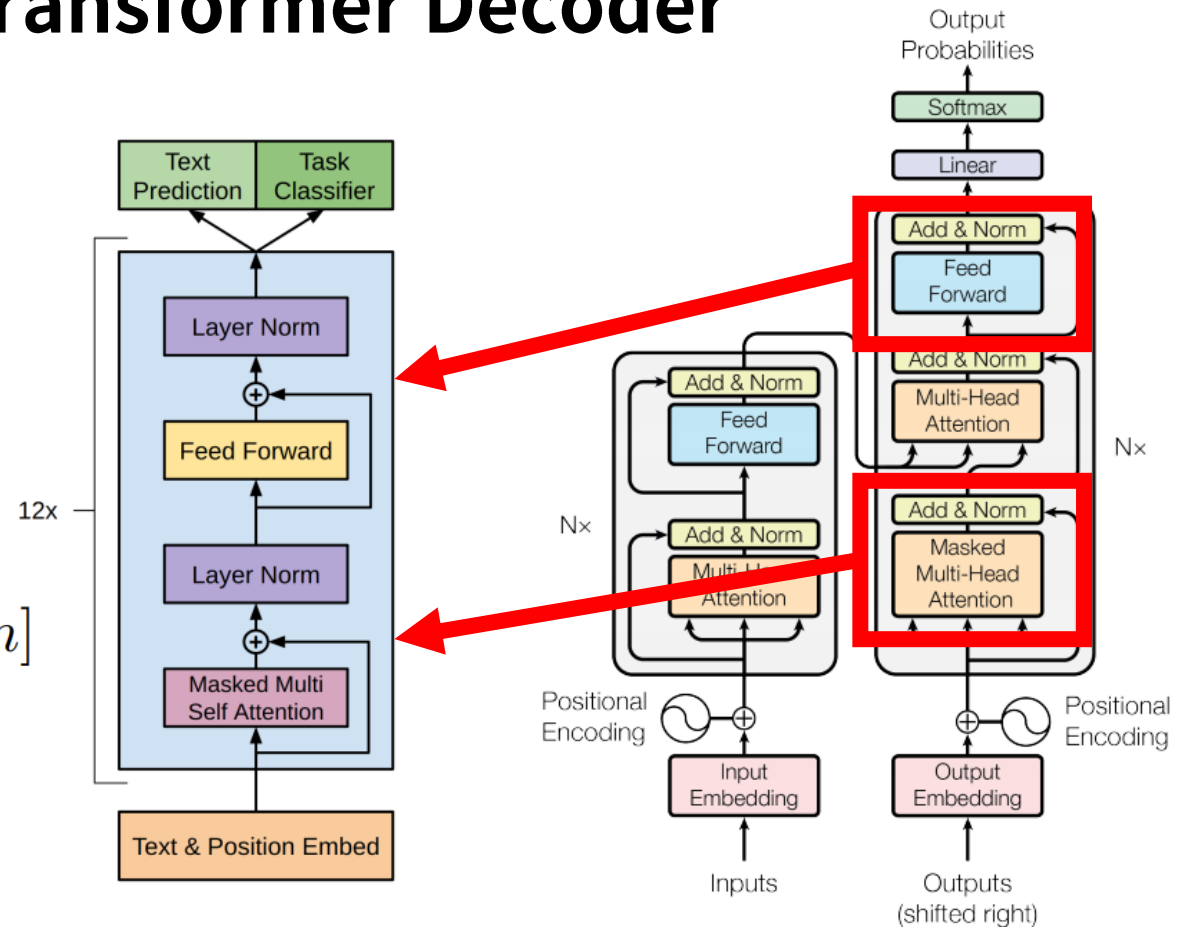 ransformer Decoder
Text
Prediction
Task
Classifier
Layer Norm
Feed Forward
12x
Layer Norm
n]
Masked Multi
Self Attention
Text & Position Embed
Output
Probabilities
Softmax
Linear
Add & Norm
Feed
Forward
Add & Norm
Multi-Head
Attention
Nx
Add & Norm
Masked
Multi-Head
Attention
Add & Norm
Feed
Forward
Nx
Add & Norm
Multi-Head
Attention
Positional
Encoding
Positional
Encoding
Input
Embedding
Output
Embedding
Inputs
Outputs
(shifted right)